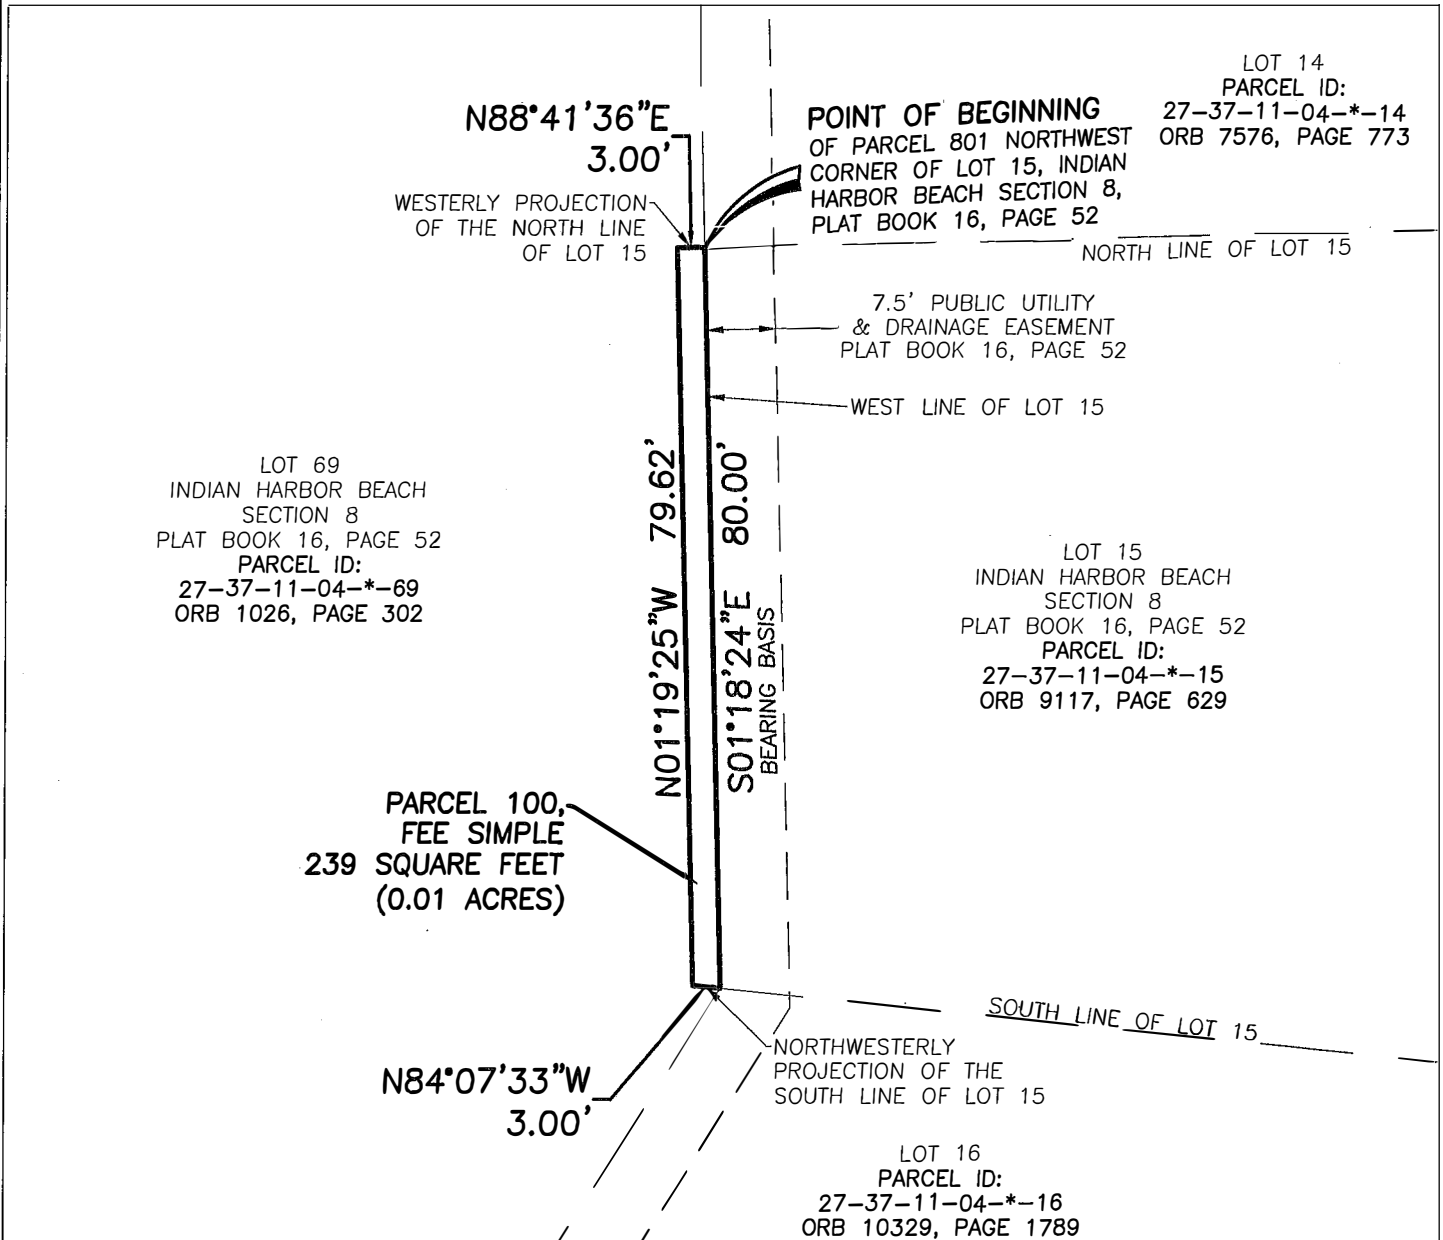 LOT 14
PARCEL ID:
27-37-11-04-*-14
ORB 7576, PAGE 773
N88°41'36"E
3.00'
POINT OF BEGINNING
OF PARCEL 801 NORTHWEST
CORNER OF LOT 15, INDIAN
HARBOR BEACH SECTION 8,
PLAT BOOK 16, PAGE 52
WESTERLY PROJECTION
OF THE NORTH LINE
OF LOT 15
NORTH LINE OF LOT 15
7.5' PUBLIC UTILITY
& DRAINAGE EASEMENT
PLAT BOOK 16, PAGE 52
WEST LINE OF LOT 15
LOT 69
INDIAN HARBOR BEACH
SECTION 8
PLAT BOOK 16, PAGE 52
PARCEL ID:
27-37-11-04-*-69
ORB 1026, PAGE 302
N01°19'25"W 79.62'
S01°18'24"E 80.00'
BEARING BASIS
LOT 15
INDIAN HARBOR BEACH
SECTION 8
PLAT BOOK 16, PAGE 52
PARCEL ID:
27-37-11-04-*-15
ORB 9117, PAGE 629
PARCEL 100,
FEE SIMPLE
239 SQUARE FEET
(0.01 ACRES)
SOUTH LINE OF LOT 15
N84°07'33"W
3.00'
NORTHWESTERLY
PROJECTION OF THE
SOUTH LINE OF LOT 15
LOT 16
PARCEL ID:
27-37-11-04-*-16
ORB 10329, PAGE 1789